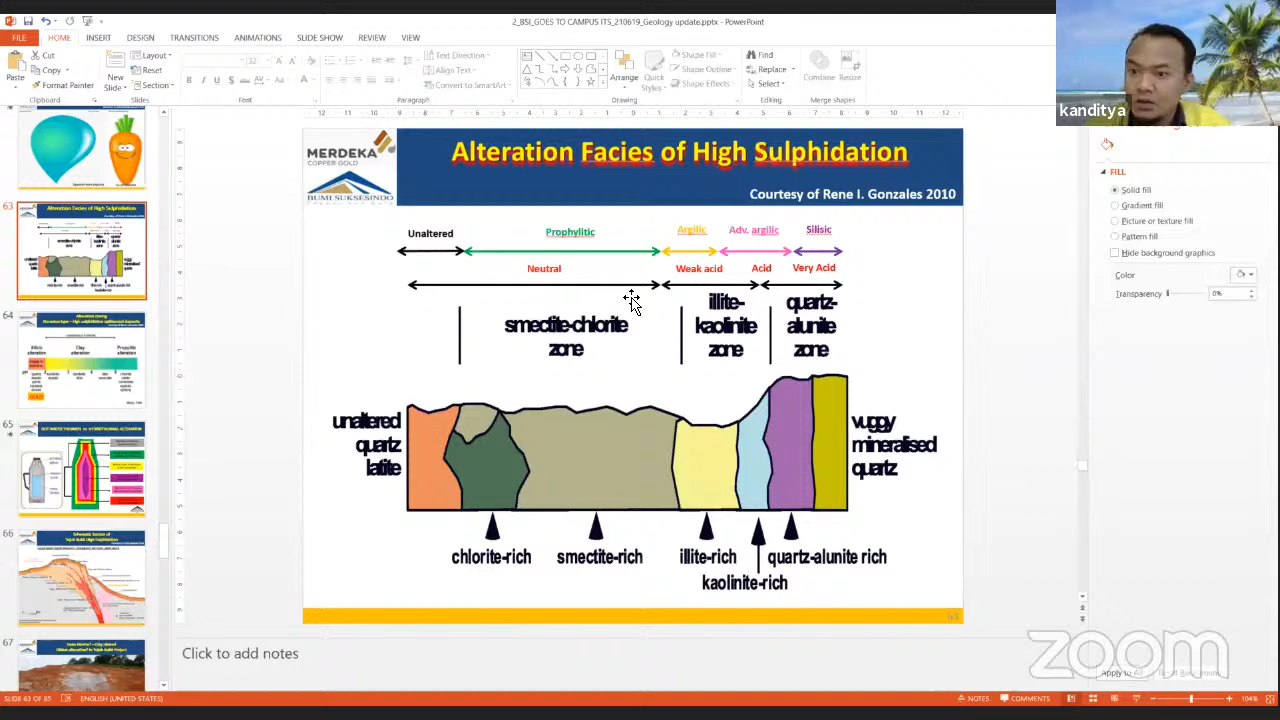 2_BSI_GOES TO CAMPUS ITS_210619_Geology update.pptx - PowerPoint
FILE HOME INSERT DESIGN TRANSITIONS ANIMATIONS SLIDE SHOW REVIEW VIEW
Paste
Cut
Copy
Format Painter
Clipboard
New Slide
Layout
Reset
Section
Slides
32
Font
Text Direction
Align Text
Convert to SmartArt
Paragraph
Arrange
Quick Styles
Shape Fill
Shape Outline
Shape Effects
Drawing
Find
Replace
Select
Editing
Combine
Resize
Merge shapes
kanditya
63
64
65
66
67
MERDEKA
COPPER GOLD
BUMI SUKSESINDO
Alteration Facies of High Sulphidation
Courtesy of Rene I. Gonzales 2010
Unaltered
Prophylitic
Argilic
Adv. argilic
Silisic
Neutral
Weak acid
Acid
Very Acid
smectite-chlorite
zone
illite-
kaolinite
zone
quartz-
alunite
zone
unaltered
quartz
latite
vuggy
mineralised
quartz
chlorite-rich
smectite-rich
illite-rich
kaolinite-rich
quartz-alunite rich
FILL
Solid fill
Gradient fill
Picture or texture fill
Pattern fill
Hide background graphics
Color
Transparency
0%
Apply to All
Click to add notes
zoom
SLIDE 63 OF 85
ENGLISH (UNITED STATES)
NOTES
COMMENTS
104%